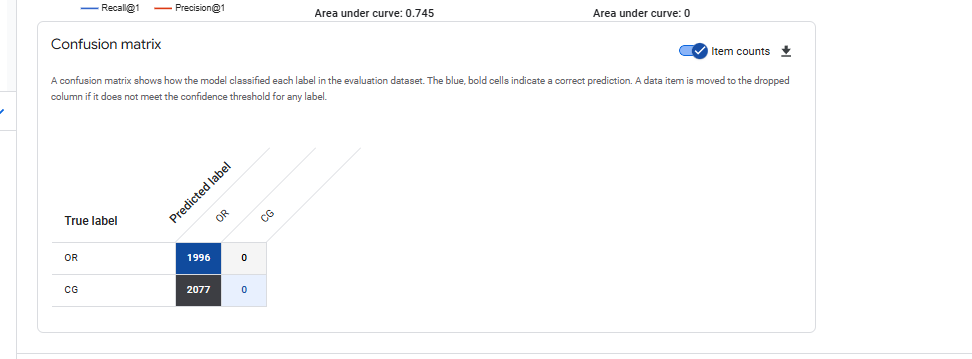 Recall@1 Precision@1
Area under curve: 0.745 Area under curve: 0
Confusion matrix
Item counts
A confusion matrix shows how the model classified each label in the evaluation dataset. The blue, bold cells indicate a correct prediction. A data item is moved to the dropped
column if it does not meet the confidence threshold for any label.
Predicted label
OR
CG
True label
OR 1996 0
CG 2077 0